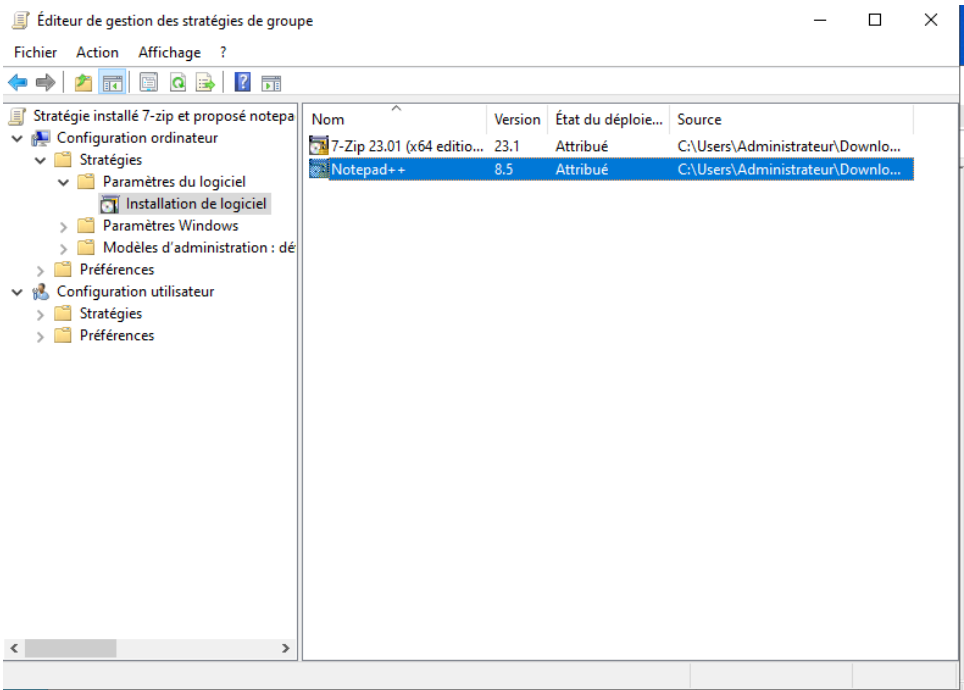 Éditeur de gestion des stratégies de groupe
Fichier Action Affichage ?
Stratégie installé 7-zip et proposé notepa
Configuration ordinateur
Stratégies
Paramètres du logiciel
Installation de logiciel
Paramètres Windows
Modèles d'administration : dé
Préférences
Configuration utilisateur
Stratégies
Préférences
Nom Version État du déploie... Source
7-Zip 23.01 (x64 editio... 23.1 Attribué C:\Users\Administrateur\Downlo...
Notepad++ 8.5 Attribué C:\Users\Administrateur\Downlo...